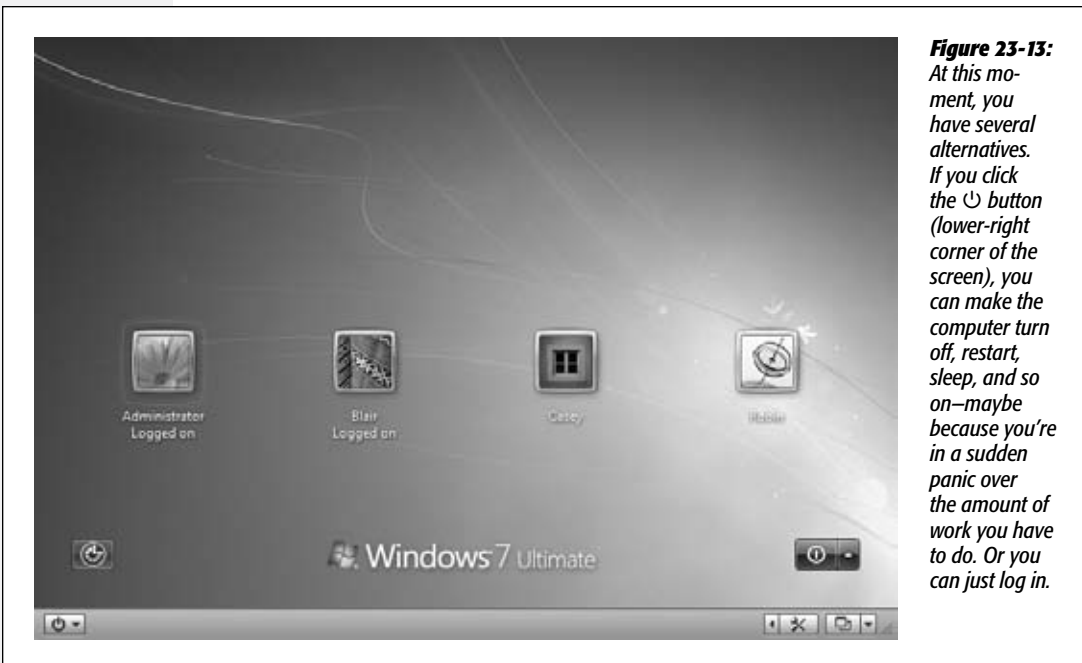 Figure 23-13:
At this mo-
ment, you
have several
alternatives.
If you click
the ⏻ button
(lower-right
corner of the
screen), you
can make the
computer turn
off, restart,
sleep, and so
on—maybe
because you're
in a sudden
panic over
the amount of
work you have
to do. Or you
can just log in.
Administrator
Logged on
Blair
Logged on
Casey
Robin
Windows 7 Ultimate